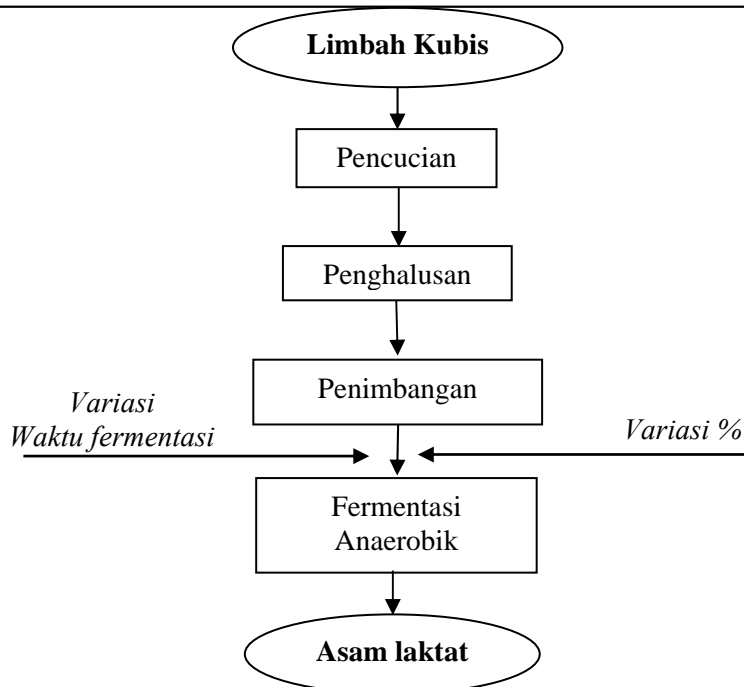 Limbah Kubis
Pencucian
Penghalusan
Penimbangan
Variasi
Waktu fermentasi
Variasi %
Fermentasi
Anaerobik
Asam laktat